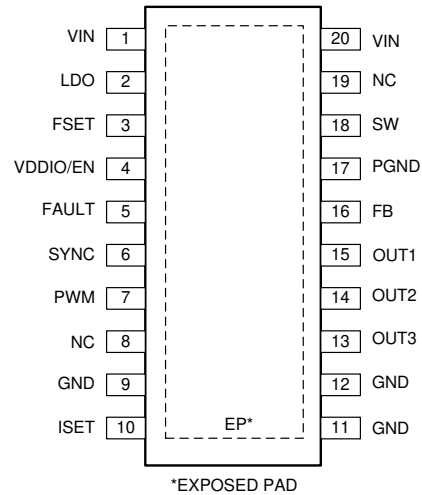 VIN 1 20 VIN
LDO 2 19 NC
FSET 3 18 SW
VDDIO/EN 4 17 PGND
FAULT 5 16 FB
SYNC 6 15 OUT1
PWM 7 14 OUT2
NC 8 13 OUT3
GND 9 12 GND
ISET 10 EP* 11 GND
*EXPOSED PAD